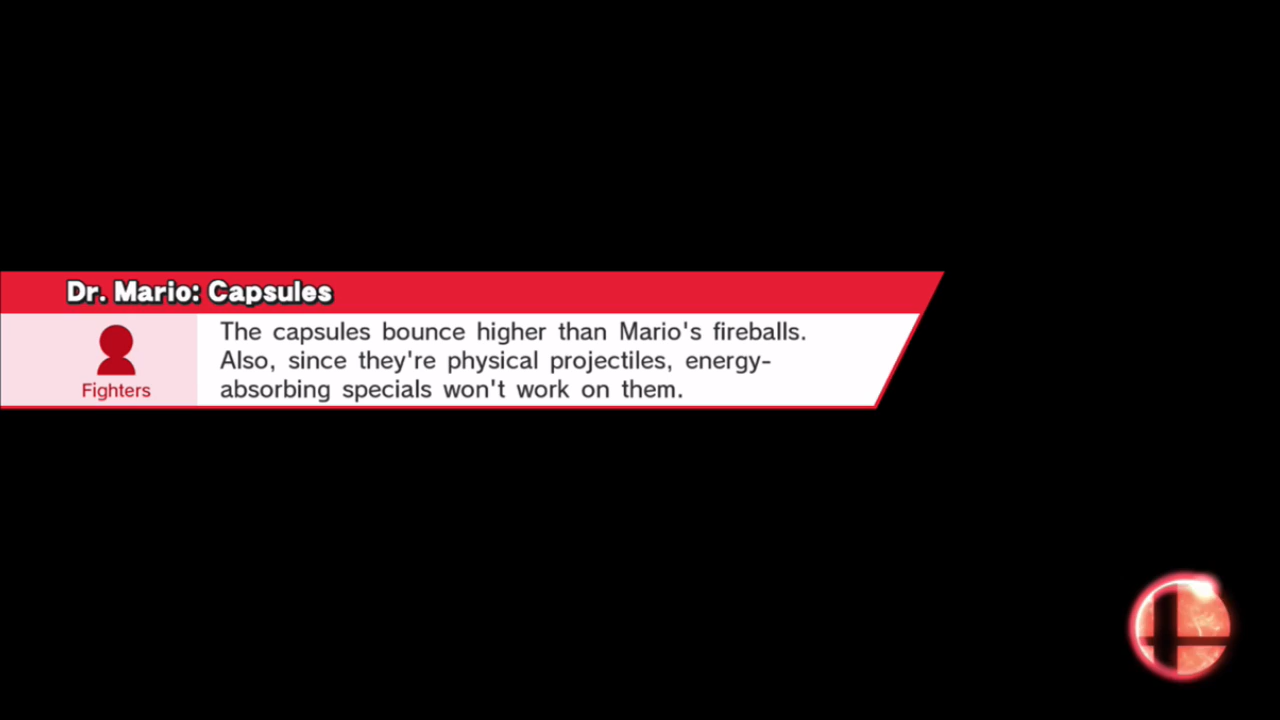 Dr. Mario: Capsules
Fighters
The capsules bounce higher than Mario's fireballs.
Also, since they're physical projectiles, energy-
absorbing specials won't work on them.